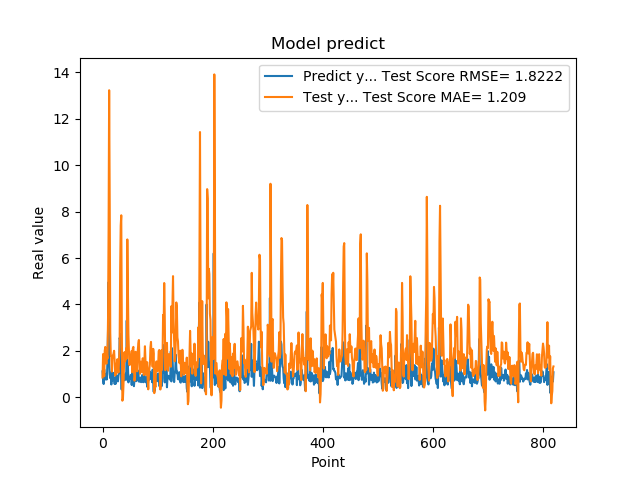 Model predict
Predict y... Test Score RMSE= 1.8222
Test y... Test Score MAE= 1.209
Real value
14
12
10
8
6
4
2
0
0 200 400 600 800
Point